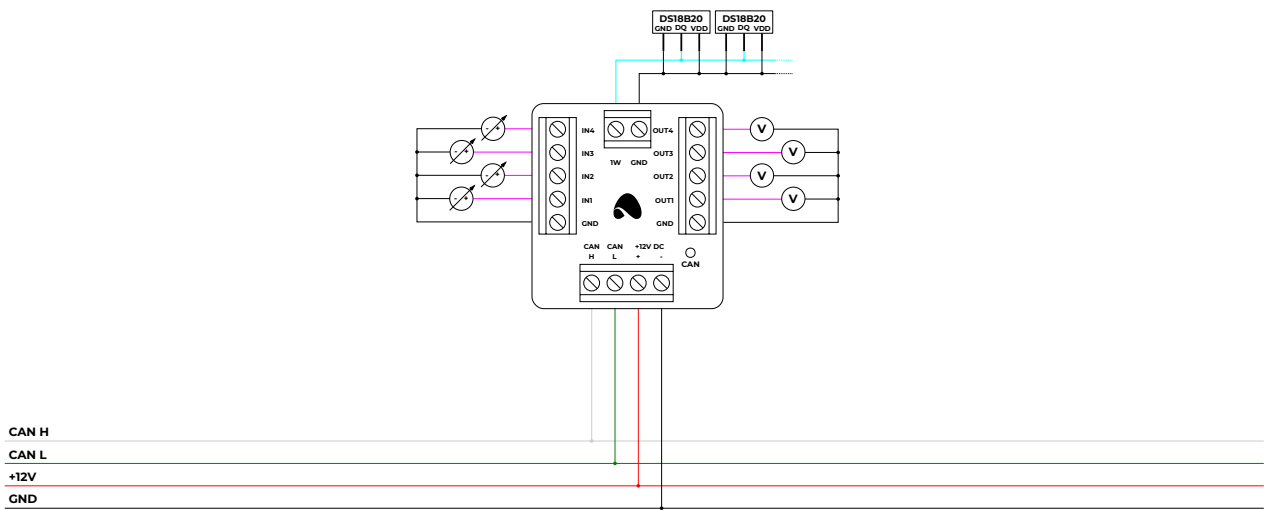 DS18B20 DS18B20
GND DQ VDD GND DQ VDD
IN4 OUT4 - + V
IN3 OUT3 - + V
1W GND
IN2 OUT2 - + V
IN1 OUT1 - + V
GND GND
CAN CAN +12V DC
H L + -
CAN
CAN H
CAN L
+12V
GND